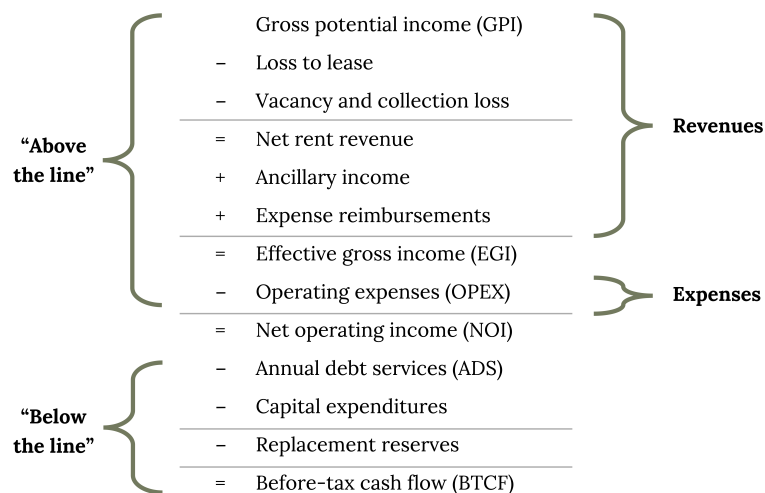 Gross potential income (GPI)
– Loss to lease
– Vacancy and collection loss
= Net rent revenue
+ Ancillary income
+ Expense reimbursements
= Effective gross income (EGI)
– Operating expenses (OPEX)
= Net operating income (NOI)
– Annual debt services (ADS)
– Capital expenditures
– Replacement reserves
= Before-tax cash flow (BTCF)
“Above
the line”
“Below
the line”
Revenues
Expenses